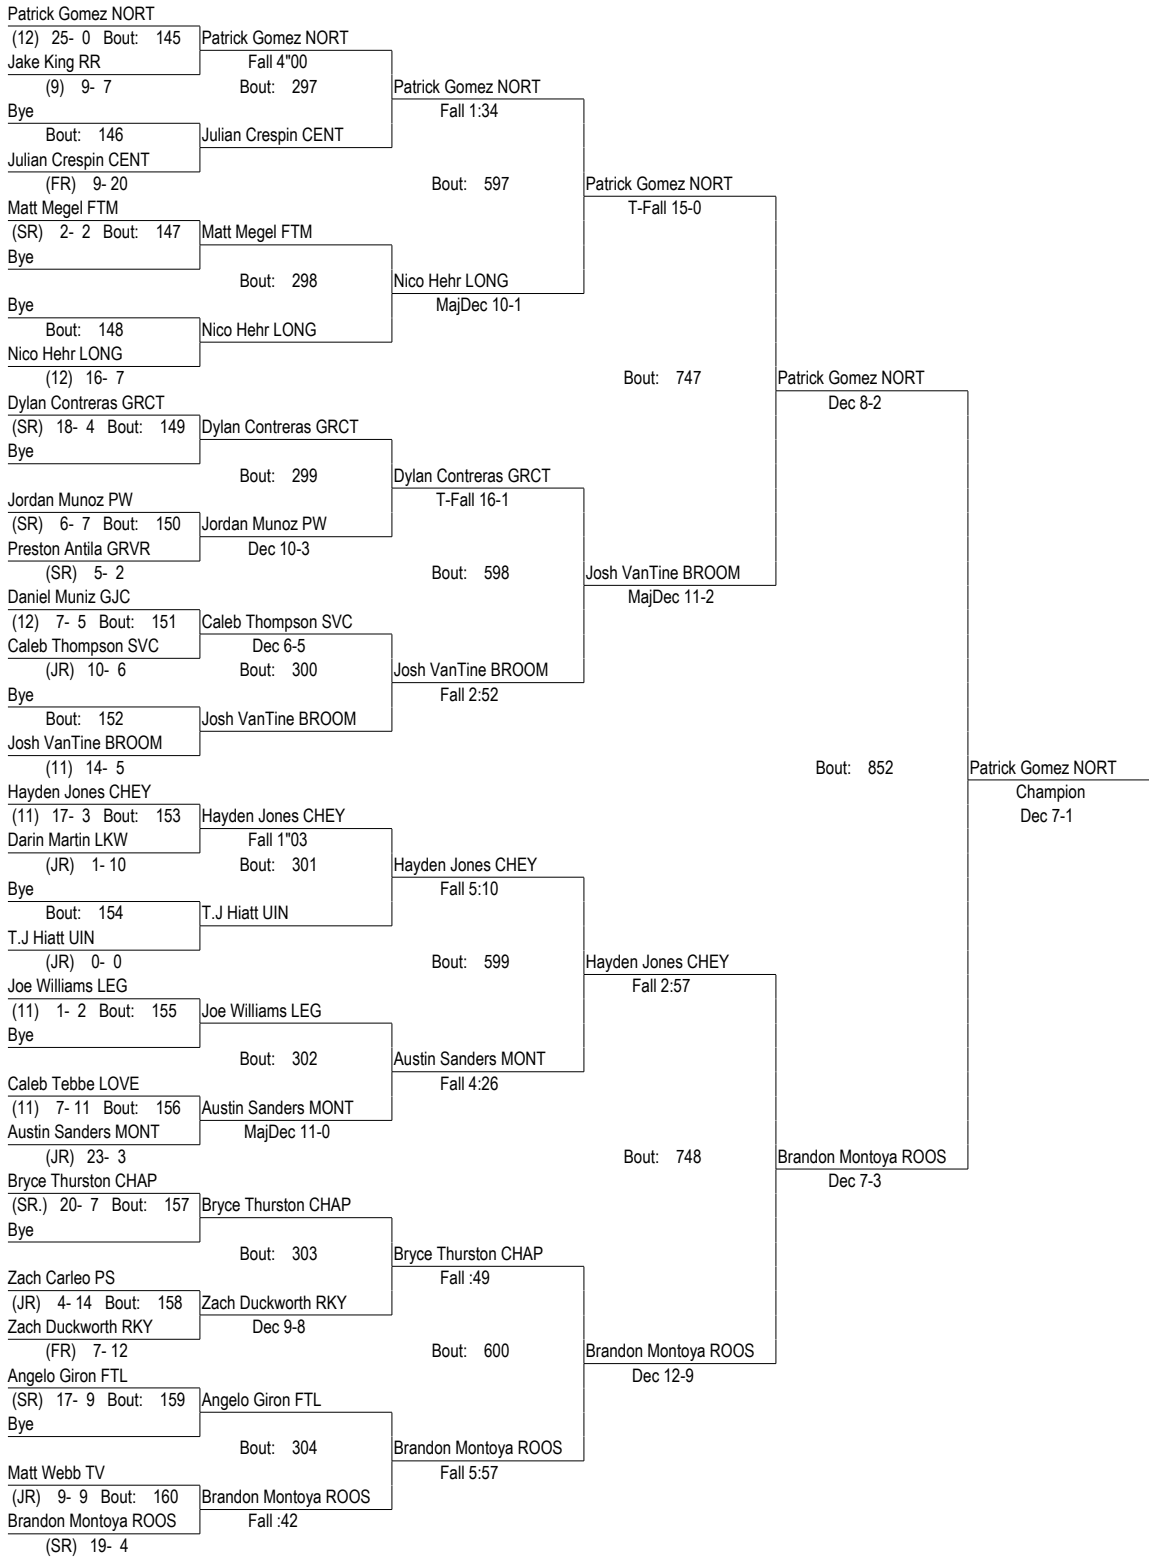 Patrick Gomez NORT
(12) 25- 0 Bout: 145 Patrick Gomez NORT
Jake King RR Fall 4"00
(9) 9- 7 Bout: 297 Patrick Gomez NORT
Bye Fall 1:34
Bout: 146 Julian Crespin CENT
Julian Crespin CENT
(FR) 9- 20 Bout: 597 Patrick Gomez NORT
Matt Megel FTM T-Fall 15-0
(SR) 2- 2 Bout: 147 Matt Megel FTM
Bye
Bout: 298 Nico Hehr LONG
Bye MajDec 10-1
Bout: 148 Nico Hehr LONG
Nico Hehr LONG
(12) 16- 7 Bout: 747 Patrick Gomez NORT
Dylan Contreras GRCT Dec 8-2
(SR) 18- 4 Bout: 149 Dylan Contreras GRCT
Bye
Bout: 299 Dylan Contreras GRCT
Jordan Munoz PW T-Fall 16-1
(SR) 6- 7 Bout: 150 Jordan Munoz PW
Preston Antila GRVR Dec 10-3
(SR) 5- 2 Bout: 598 Josh VanTine BROOM
Daniel Muniz GJC MajDec 11-2
(12) 7- 5 Bout: 151 Caleb Thompson SVC
Caleb Thompson SVC Dec 6-5
(JR) 10- 6 Bout: 300 Josh VanTine BROOM
Bye Fall 2:52
Bout: 152 Josh VanTine BROOM
Josh VanTine BROOM
(11) 14- 5 Bout: 852 Patrick Gomez NORT
Hayden Jones CHEY Champion
(11) 17- 3 Bout: 153 Hayden Jones CHEY Dec 7-1
Darin Martin LKW Fall 1"03
(JR) 1- 10 Bout: 301 Hayden Jones CHEY
Bye Fall 5:10
Bout: 154 T.J Hiatt UIN
T.J Hiatt UIN
(JR) 0- 0 Bout: 599 Hayden Jones CHEY
Joe Williams LEG Fall 2:57
(11) 1- 2 Bout: 155 Joe Williams LEG
Bye
Bout: 302 Austin Sanders MONT
Caleb Tebbe LOVE Fall 4:26
(11) 7- 11 Bout: 156 Austin Sanders MONT
Austin Sanders MONT MajDec 11-0
(JR) 23- 3 Bout: 748 Brandon Montoya ROOS
Bryce Thurston CHAP Dec 7-3
(SR.) 20- 7 Bout: 157 Bryce Thurston CHAP
Bye
Bout: 303 Bryce Thurston CHAP
Zach Carleo PS Fall :49
(JR) 4- 14 Bout: 158 Zach Duckworth RKY
Zach Duckworth RKY Dec 9-8
(FR) 7- 12 Bout: 600 Brandon Montoya ROOS
Angelo Giron FTL Dec 12-9
(SR) 17- 9 Bout: 159 Angelo Giron FTL
Bye
Bout: 304 Brandon Montoya ROOS
Matt Webb TV Fall 5:57
(JR) 9- 9 Bout: 160 Brandon Montoya ROOS
Brandon Montoya ROOS Fall :42
(SR) 19- 4